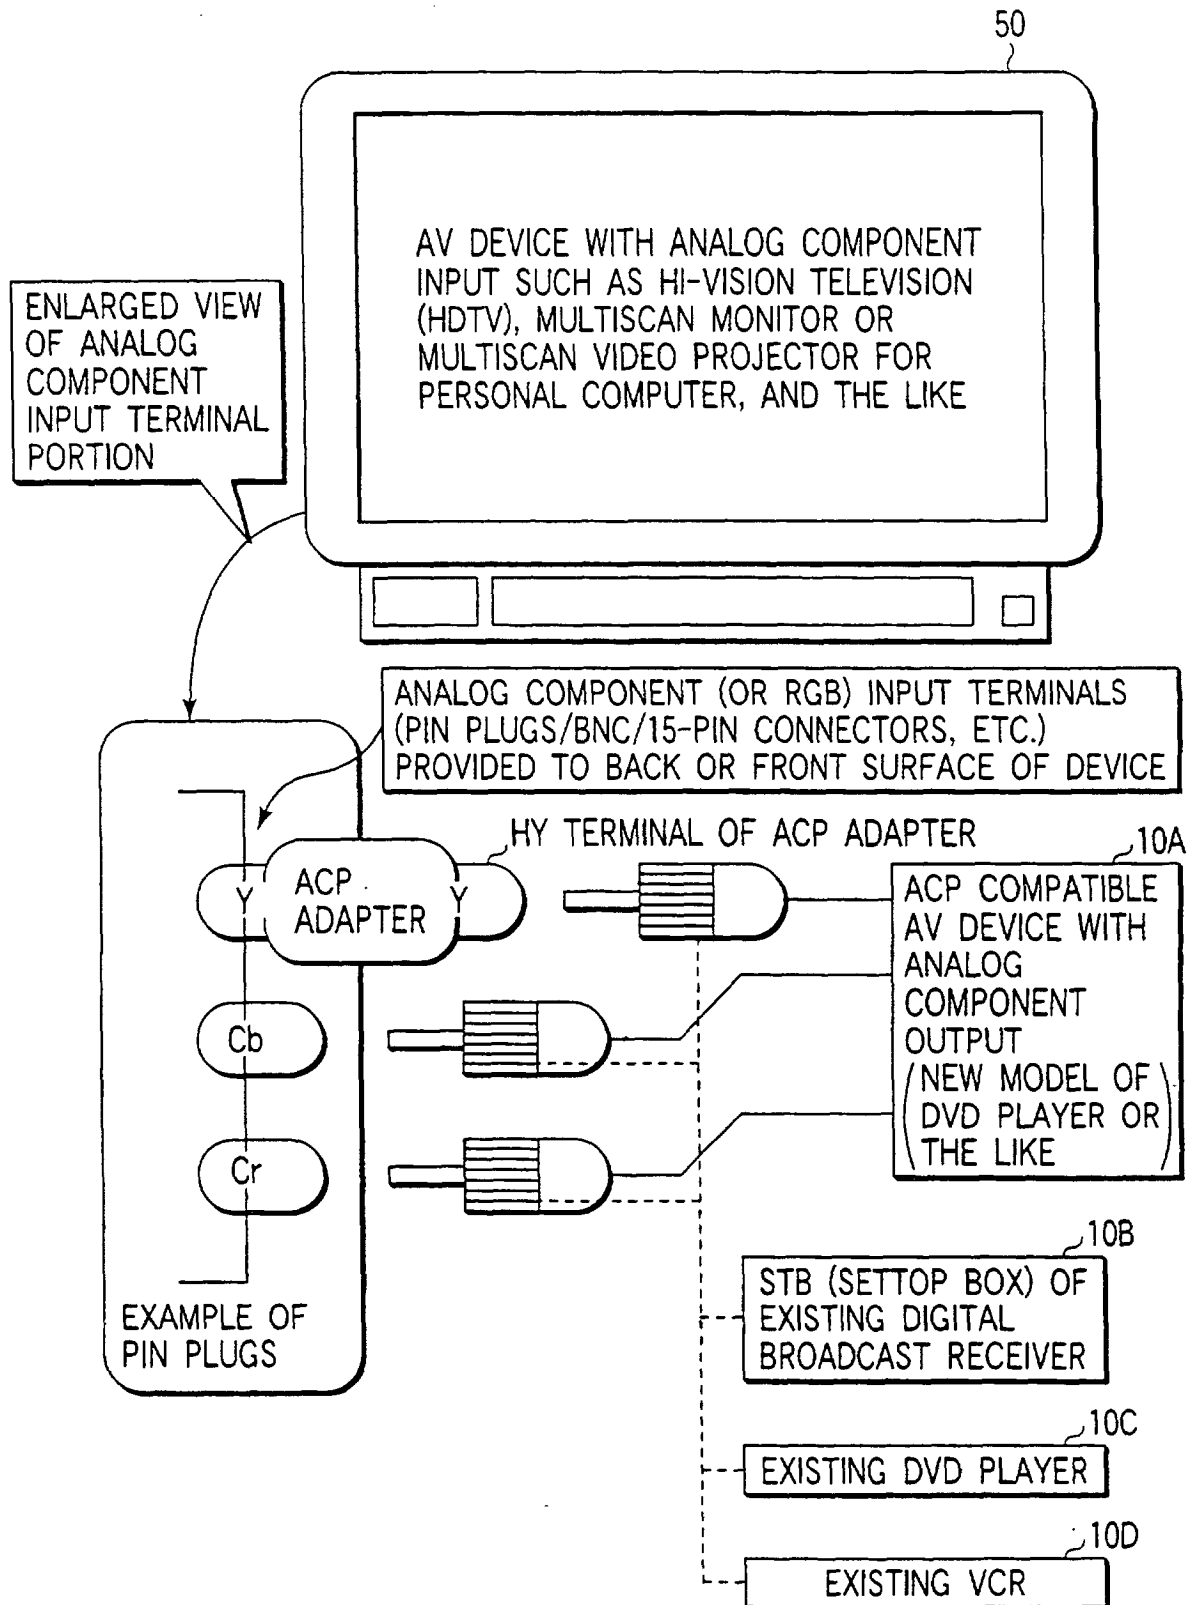 50
AV DEVICE WITH ANALOG COMPONENT
INPUT SUCH AS HI-VISION TELEVISION
(HDTV), MULTISCAN MONITOR OR
MULTISCAN VIDEO PROJECTOR FOR
PERSONAL COMPUTER, AND THE LIKE
ENLARGED VIEW
OF ANALOG
COMPONENT
INPUT TERMINAL
PORTION
ANALOG COMPONENT (OR RGB) INPUT TERMINALS
(PIN PLUGS/BNC/15-PIN CONNECTORS, ETC.)
PROVIDED TO BACK OR FRONT SURFACE OF DEVICE
HY TERMINAL OF ACP ADAPTER
Y
ACP
ADAPTER
Y
Cb
Cr
EXAMPLE OF
PIN PLUGS
10A
ACP COMPATIBLE
AV DEVICE WITH
ANALOG
COMPONENT
OUTPUT
(NEW MODEL OF
DVD PLAYER OR
THE LIKE)
10B
STB (SETTOP BOX) OF
EXISTING DIGITAL
BROADCAST RECEIVER
10C
EXISTING DVD PLAYER
10D
EXISTING VCR